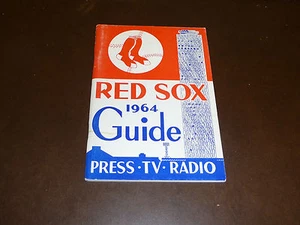 RED SOX
1964
Guide
PRESS · TV · RADIO